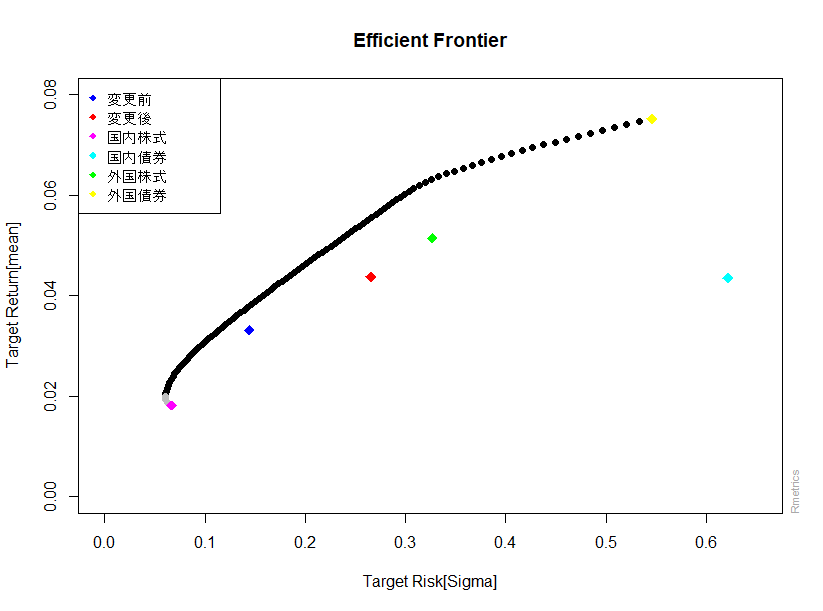 Efficient Frontier
変更前
変更後
国内株式
国内債券
外国株式
外国債券
0.08
0.06
0.04
0.02
0.00
Target Return[mean]
0.0 0.1 0.2 0.3 0.4 0.5 0.6
Target Risk[Sigma]
Rmetrics